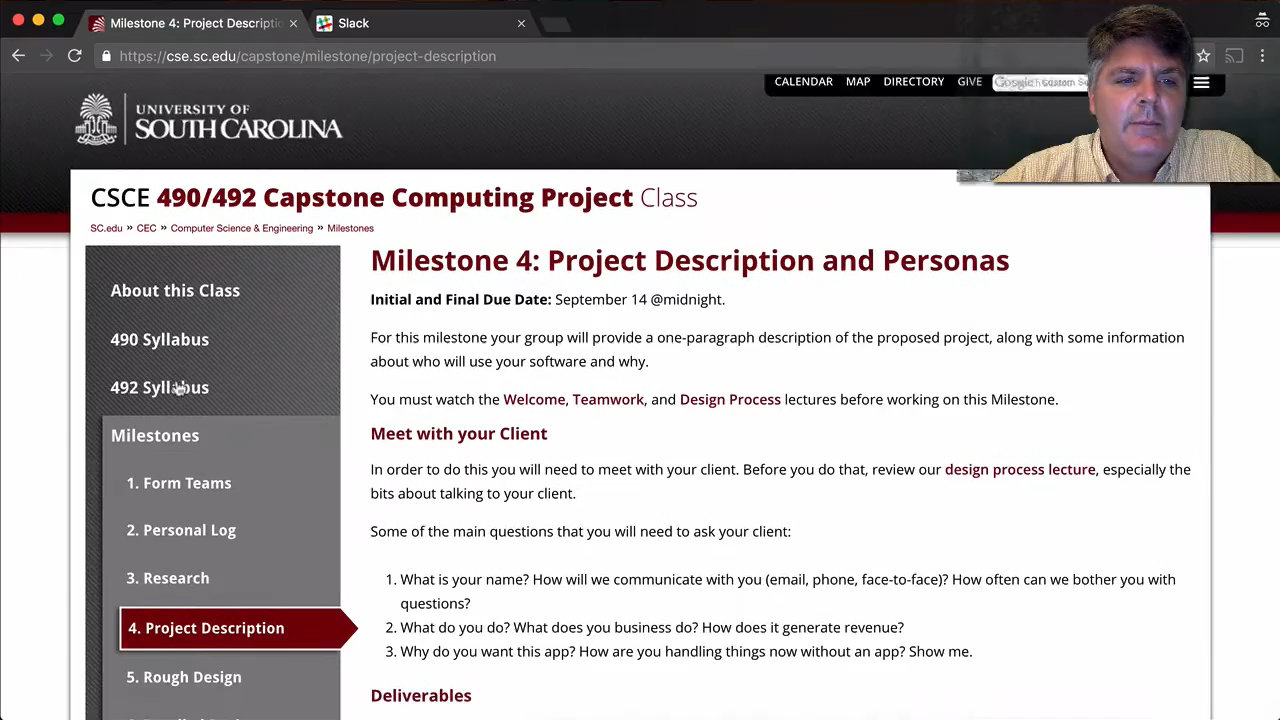 Milestone 4: Project Descriptio
Slack
https://cse.sc.edu/capstone/milestone/project-description
CALENDAR MAP DIRECTORY GIVE
UNIVERSITY OF
SOUTH CAROLINA
CSCE 490/492 Capstone Computing Project Class
SC.edu » CEC » Computer Science & Engineering » Milestones
About this Class
490 Syllabus
492 Syllabus
Milestones
1. Form Teams
2. Personal Log
3. Research
4. Project Description
5. Rough Design
Milestone 4: Project Description and Personas
Initial and Final Due Date: September 14 @midnight.
For this milestone your group will provide a one-paragraph description of the proposed project, along with some information
about who will use your software and why.
You must watch the Welcome, Teamwork, and Design Process lectures before working on this Milestone.
Meet with your Client
In order to do this you will need to meet with your client. Before you do that, review our design process lecture, especially the
bits about talking to your client.
Some of the main questions that you will need to ask your client:
1. What is your name? How will we communicate with you (email, phone, face-to-face)? How often can we bother you with
questions?
2. What do you do? What does you business do? How does it generate revenue?
3. Why do you want this app? How are you handling things now without an app? Show me.
Deliverables